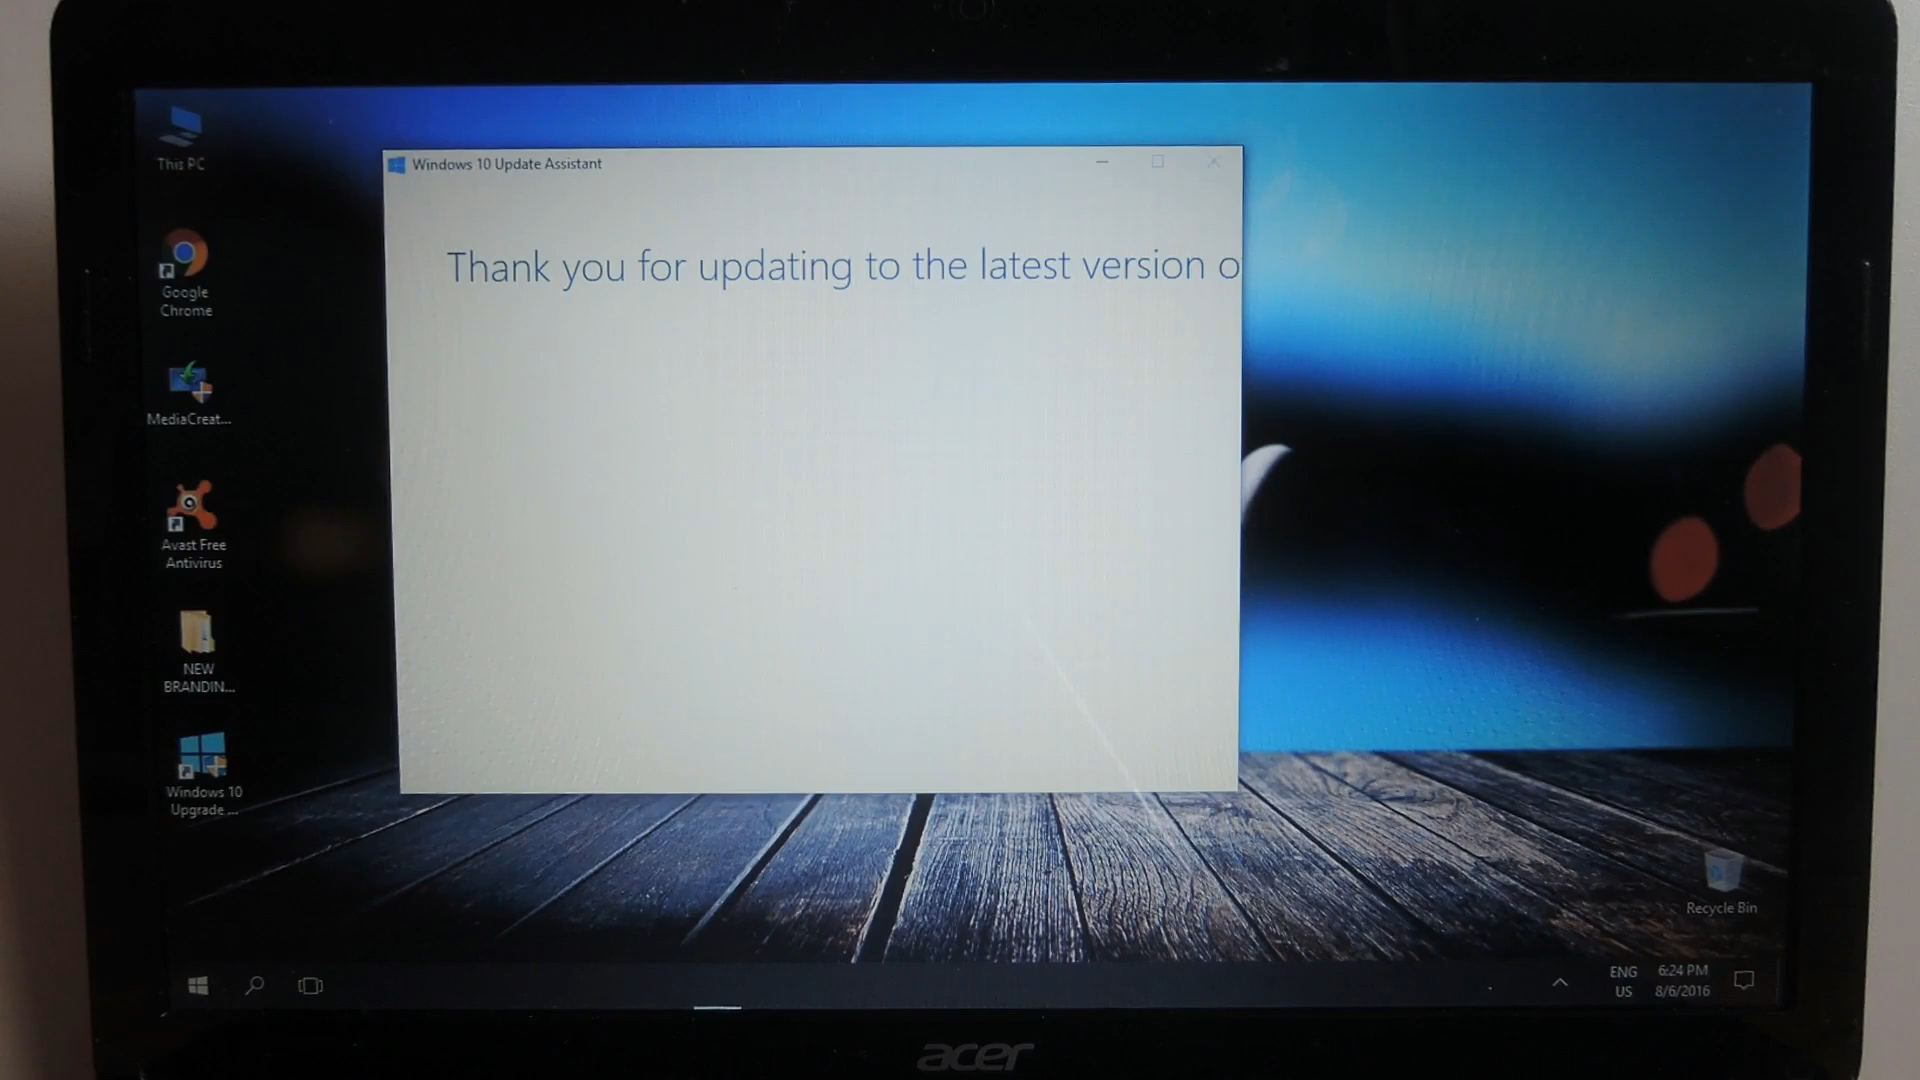 This PC
Google
Chrome
MediaCreat...
Avast Free
Antivirus
NEW
BRANDIN...
Windows 10
Upgrade ...
Windows 10 Update Assistant
Thank you for updating to the latest version o
Recycle Bin
ENG
US
6:24 PM
8/6/2016
acer